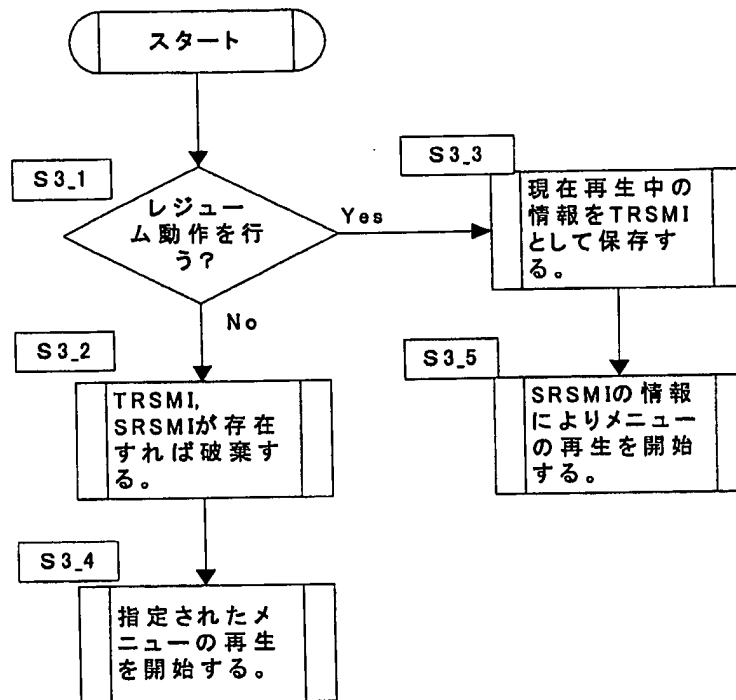 スタート
S3_1
レジュー
ム動作を行
う?
Yes
No
S3_3
現在再生中の
情報をTRSMI
として保存す
る。
S3_2
TRSMI,
SRSMIが存在
すれば破棄す
る。
S3_5
SRSMIの情報
によりメニュー
の再生を開始
する。
S3_4
指定されたメ
ニューの再生
を開始する。